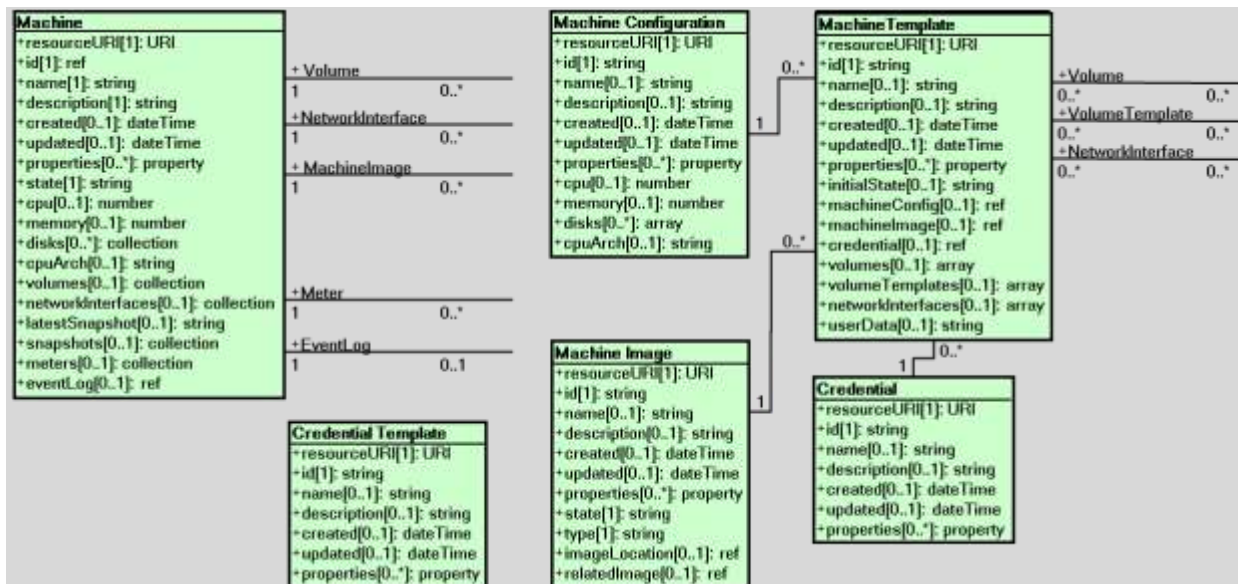 Machine
+resourceURI[1]: URI
+id[1]: ref
+name[1]: string
+description[1]: string
+created[0..1]: dateTime
+updated[0..1]: dateTime
+properties[0..*]: property
+state[1]: string
+cpu[0..1]: number
+memory[0..1]: number
+disks[0..*]: collection
+cpuArch[0..1]: string
+volumes[0..1]: collection
+networkInterfaces[0..1]: collection
+latestSnapshot[0..1]: string
+snapshots[0..1]: collection
+meters[0..1]: collection
+eventLog[0..1]: ref
+ Volume
1 0..*
+NetworkInterface
1 0..*
+ MachineImage
1 0..*
+Meter
1 0..*
+EventLog
1 0..1
Credential Template
+resourceURI[1]: URI
+id[1]: string
+name[0..1]: string
+description[0..1]: string
+created[0..1]: dateTime
+updated[0..1]: dateTime
+properties[0..*]: property
Machine Configuration
+resourceURI[1]: URI
+id[1]: string
+name[0..1]: string
+description[0..1]: string
+created[0..1]: dateTime
+updated[0..1]: dateTime
+properties[0..*]: property
+cpu[0..1]: number
+memory[0..1]: number
+disks[0..*]: array
+cpuArch[0..1]: string
0..*
1
Machine Image
+resourceURI[1]: URI
+id[1]: string
+name[0..1]: string
+description[0..1]: string
+created[0..1]: dateTime
+updated[0..1]: dateTime
+properties[0..*]: property
+state[1]: string
+type[1]: string
+imageLocation[0..1]: ref
+relatedImage[0..1]: ref
0..*
1
MachineTemplate
+resourceURI[1]: URI
+id[1]: string
+name[0..1]: string
+description[0..1]: string
+created[0..1]: dateTime
+updated[0..1]: dateTime
+properties[0..*]: property
+initialState[0..1]: string
+machineConfig[0..1]: ref
+machineImage[0..1]: ref
+credential[0..1]: ref
+volumes[0..1]: array
+volumeTemplates[0..1]: array
+networkInterfaces[0..1]: array
+userData[0..1]: string
+Volume
0..* 0..*
+VolumeTemplate
0..* 0..*
+NetworkInterface
0..* 0..*
0..*
1
Credential
+resourceURI[1]: URI
+id[1]: string
+name[0..1]: string
+description[0..1]: string
+created[0..1]: dateTime
+updated[0..1]: dateTime
+properties[0..*]: property